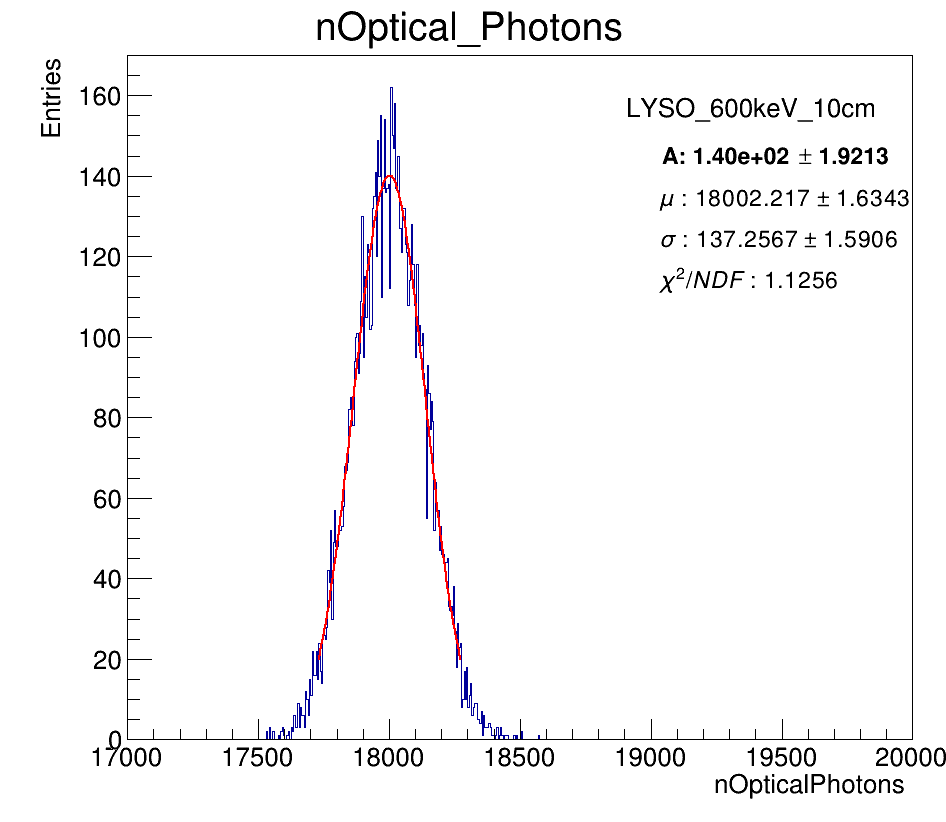 nOptical_Photons
Entries
LYSO_600keV_10cm
A: 1.40e+02 ± 1.9213
μ : 18002.217 ± 1.6343
σ : 137.2567 ± 1.5906
χ²/NDF : 1.1256
160
140
120
100
80
60
40
20
0
17000 17500 18000 18500 19000 19500 20000
nOpticalPhotons